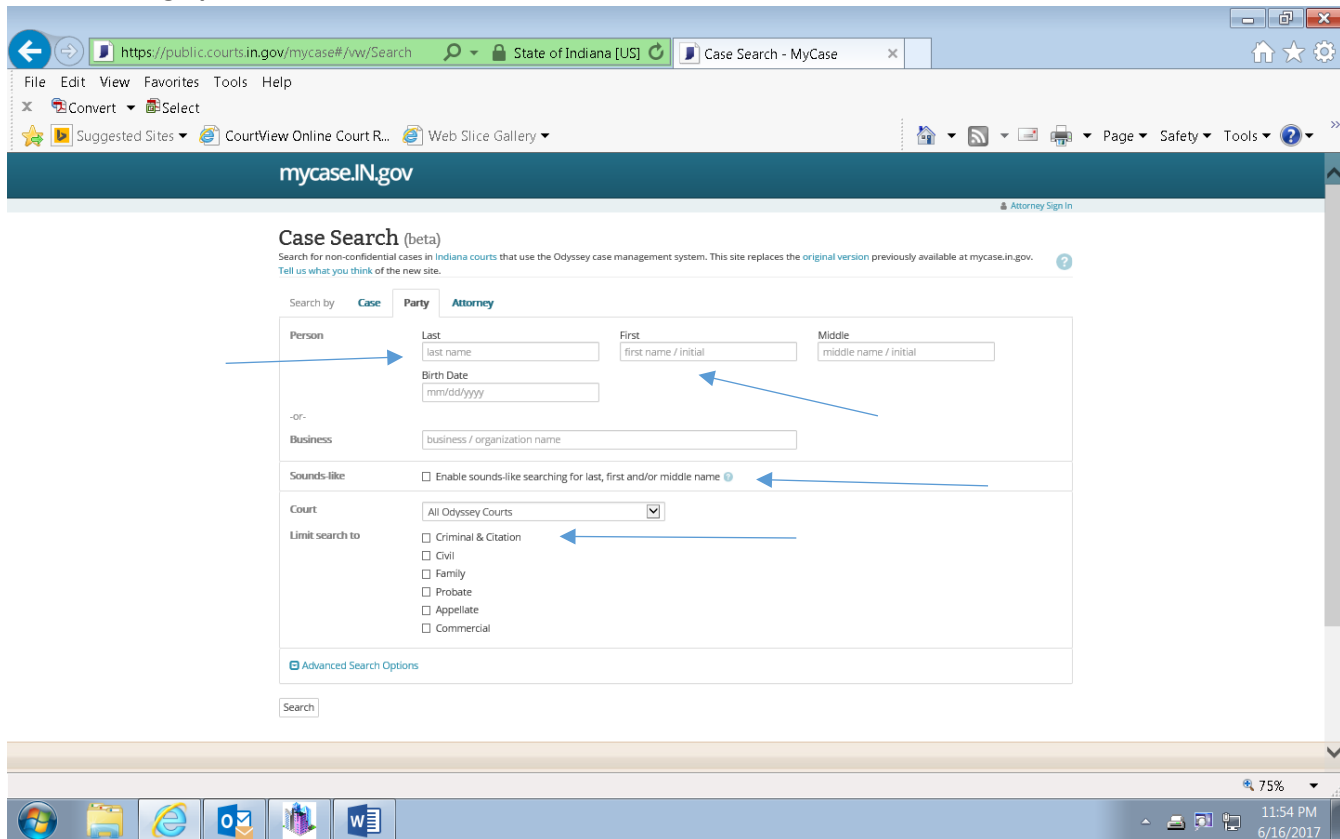 https://public.courts.in.gov/mycase#/vw/Search State of Indiana [US] Case Search - MyCase
File Edit View Favorites Tools Help
x Convert Select
Suggested Sites CourtView Online Court R... Web Slice Gallery Page Safety Tools
mycase.IN.gov
Attorney Sign In
Case Search (beta)
Search for non-confidential cases in Indiana courts that use the Odyssey case management system. This site replaces the original version previously available at mycase.in.gov.
Tell us what you think of the new site.
Search by Case Party Attorney
Person Last First Middle
last name first name / initial middle name / initial
Birth Date
mm/dd/yyyy
-or-
Business business / organization name
Sounds-like Enable sounds-like searching for last, first and/or middle name
Court All Odyssey Courts
Limit search to Criminal & Citation
Civil
Family
Probate
Appellate
Commercial
Advanced Search Options
Search
75%
11:54 PM
6/16/2017